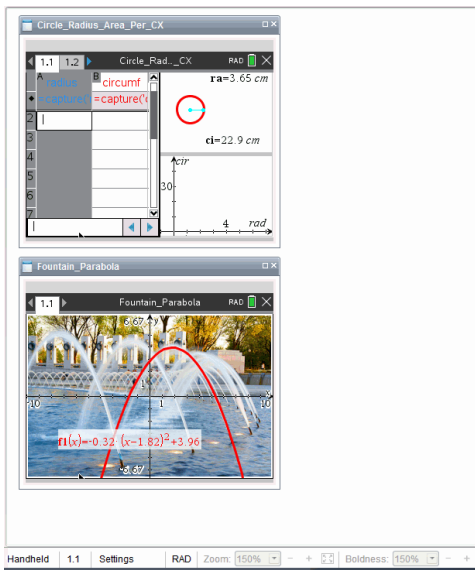 Circle_Radius_Area_Per_CX
1.1 1.2 Circle_Rad..._CX RAD
A radius B circumf
=capture('r =capture('c
2
3
4
5
6
7
ra=3.65 cm
ci=22.9 cm
cir
30
4 rad
Fountain_Parabola
1.1 Fountain_Parabola RAD
6.67 y
1
x
-10 1 10
f1(x)=-0.32·(x-1.82)²+3.96
-6.67
Handheld 1.1 Settings RAD Zoom: 150% - + Boldness: 150% - +